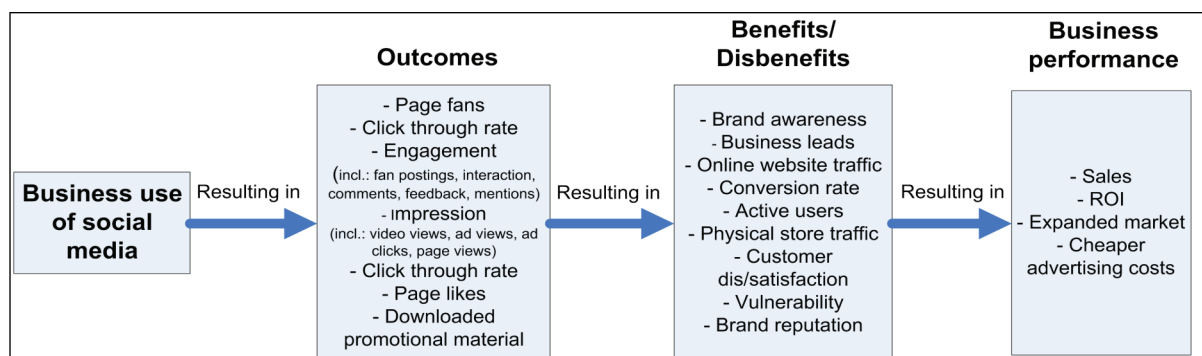 Business use
of social
media
Resulting in
Outcomes
- Page fans
- Click through rate
- Engagement
(incl.: fan postings, interaction,
comments, feedback, mentions)
- Impression
(incl.: video views, ad views, ad
clicks, page views)
- Click through rate
- Page likes
- Downloaded
promotional material
Resulting in
Benefits/
Disbenefits
- Brand awareness
- Business leads
- Online website traffic
- Conversion rate
- Active users
- Physical store traffic
- Customer
dis/satisfaction
- Vulnerability
- Brand reputation
Resulting in
Business
performance
- Sales
- ROI
- Expanded market
- Cheaper
advertising costs